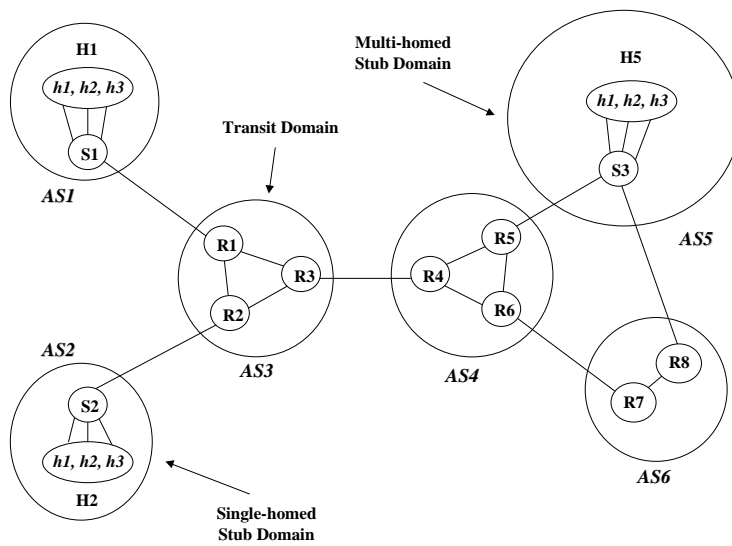 H1
h1, h2, h3
S1
AS1
Multi-homed
Stub Domain
H5
h1, h2, h3
S3
AS5
Transit Domain
R1
R3
R2
AS3
R5
R4
R6
AS4
AS2
S2
h1, h2, h3
H2
Single-homed
Stub Domain
R8
R7
AS6